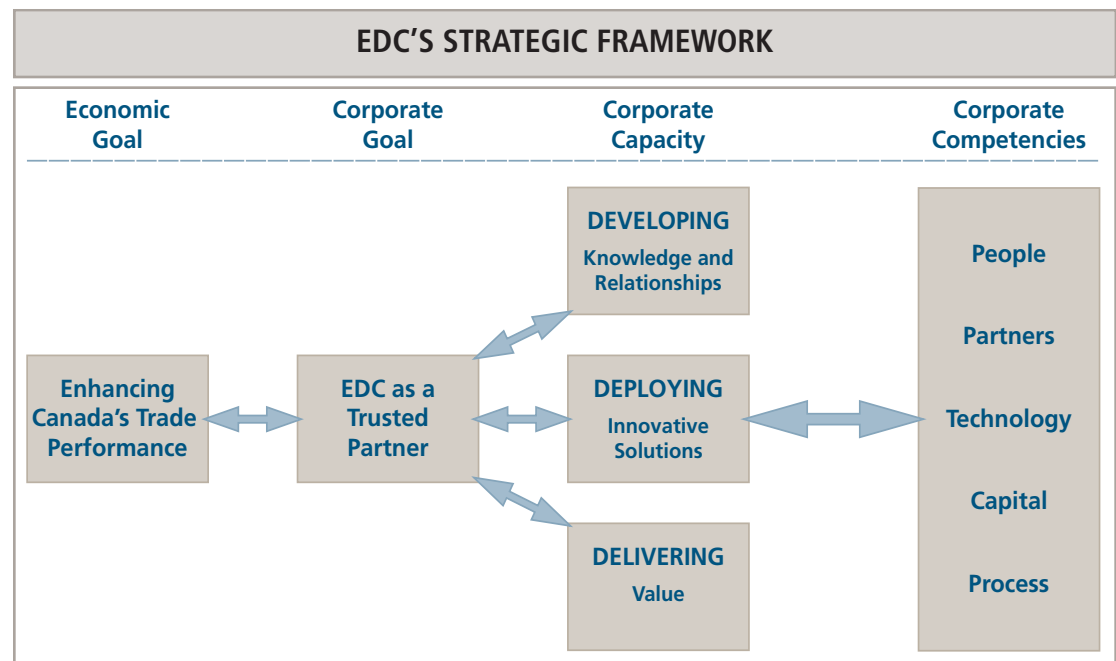 EDC’S STRATEGIC FRAMEWORK
Economic
Goal
Corporate
Goal
Corporate
Capacity
Corporate
Competencies
Enhancing
Canada’s Trade
Performance
EDC as a
Trusted
Partner
DEVELOPING
Knowledge and
Relationships
DEPLOYING
Innovative
Solutions
DELIVERING
Value
People
Partners
Technology
Capital
Process